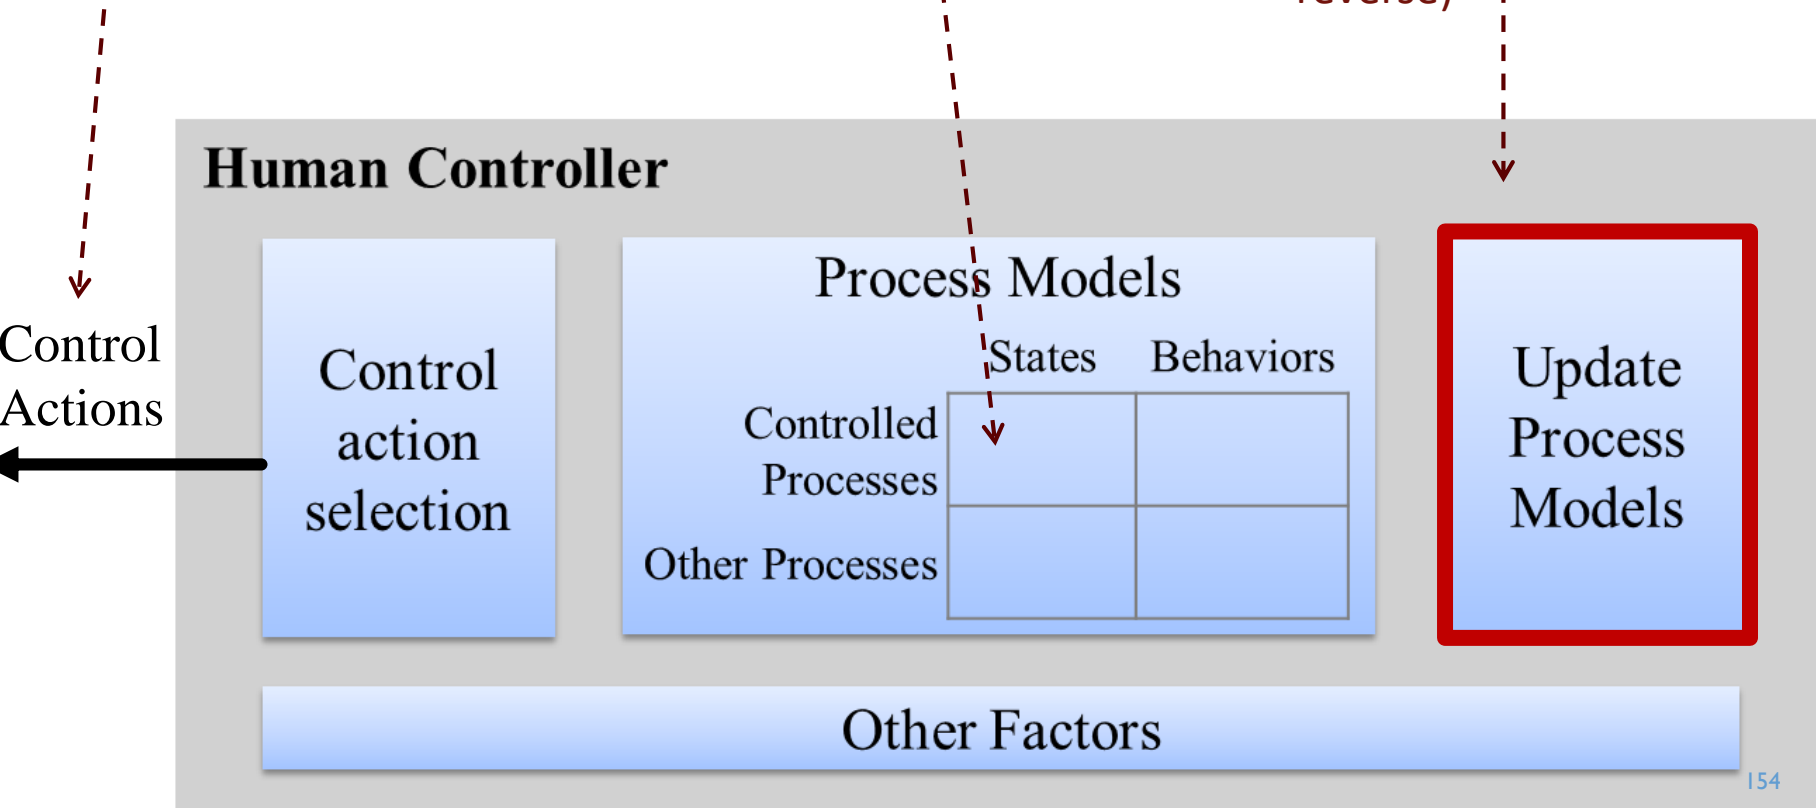 reverse)
Human Controller
Control
Actions
Control
action
selection
Process Models
States Behaviors
Controlled
Processes
Other Processes
Update
Process
Models
Other Factors
154